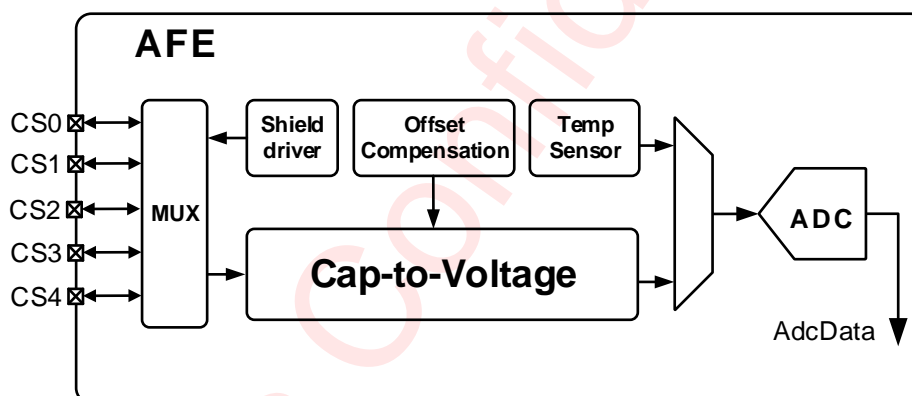 AFE
CS0
CS1
CS2
CS3
CS4
MUX
Shield
driver
Offset
Compensation
Temp
Sensor
Cap-to-Voltage
ADC
AdcData